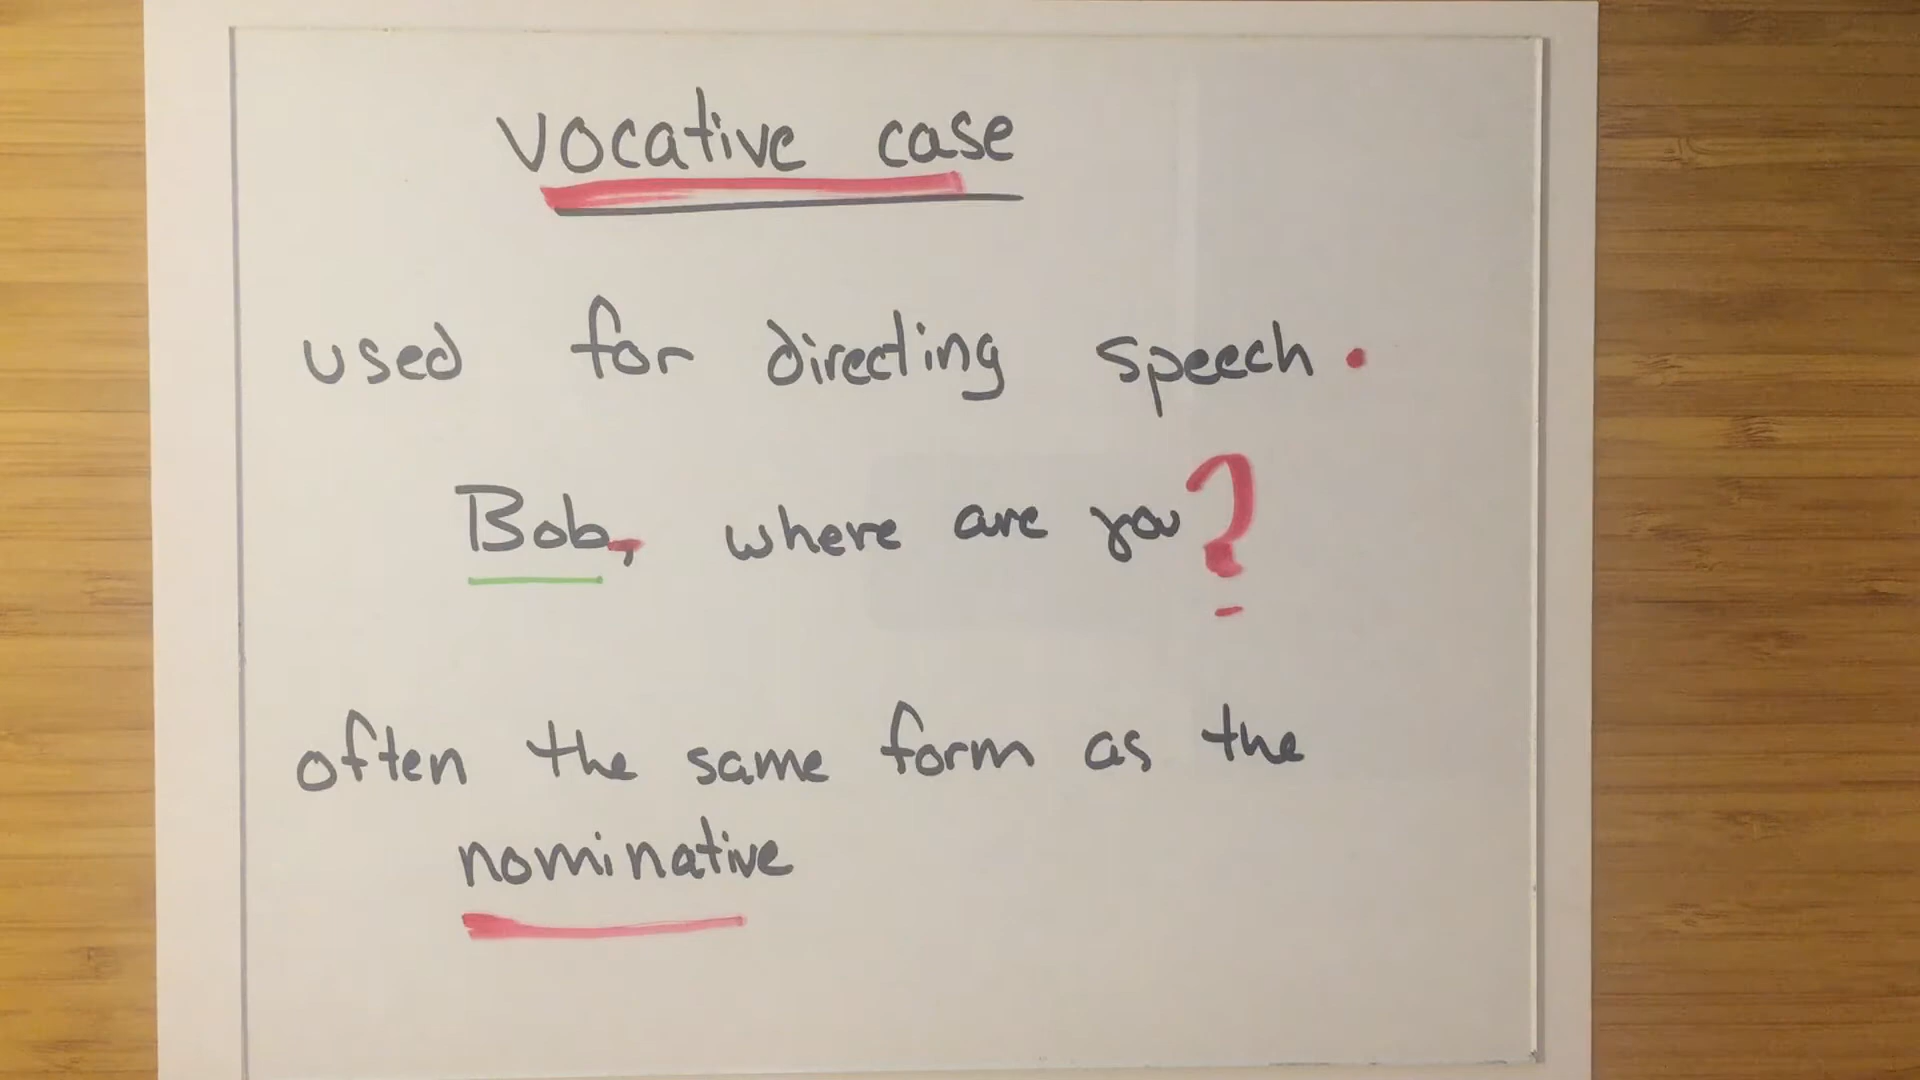 vocative case
used for directing speech.
Bob, where are you?
often the same form as the
nominative